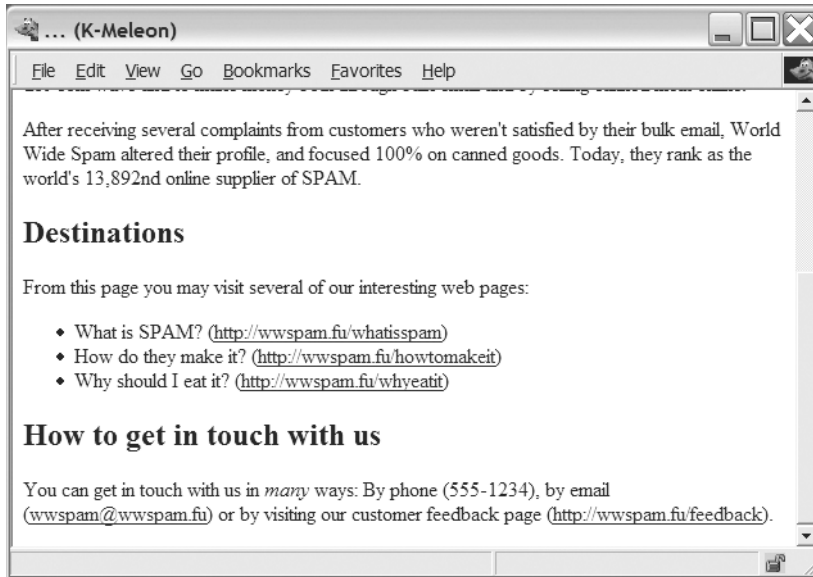 ... (K-Meleon)
File Edit View Go Bookmarks Favorites Help
After receiving several complaints from customers who weren't satisfied by their bulk email, World
Wide Spam altered their profile, and focused 100% on canned goods. Today, they rank as the
world's 13,892nd online supplier of SPAM.
Destinations
From this page you may visit several of our interesting web pages:
• What is SPAM? (http://wwspam.fu/whatisspam)
• How do they make it? (http://wwspam.fu/howtomakeit)
• Why should I eat it? (http://wwspam.fu/whyeatit)
How to get in touch with us
You can get in touch with us in many ways: By phone (555-1234), by email
(wwspam@wwspam.fu) or by visiting our customer feedback page (http://wwspam.fu/feedback).